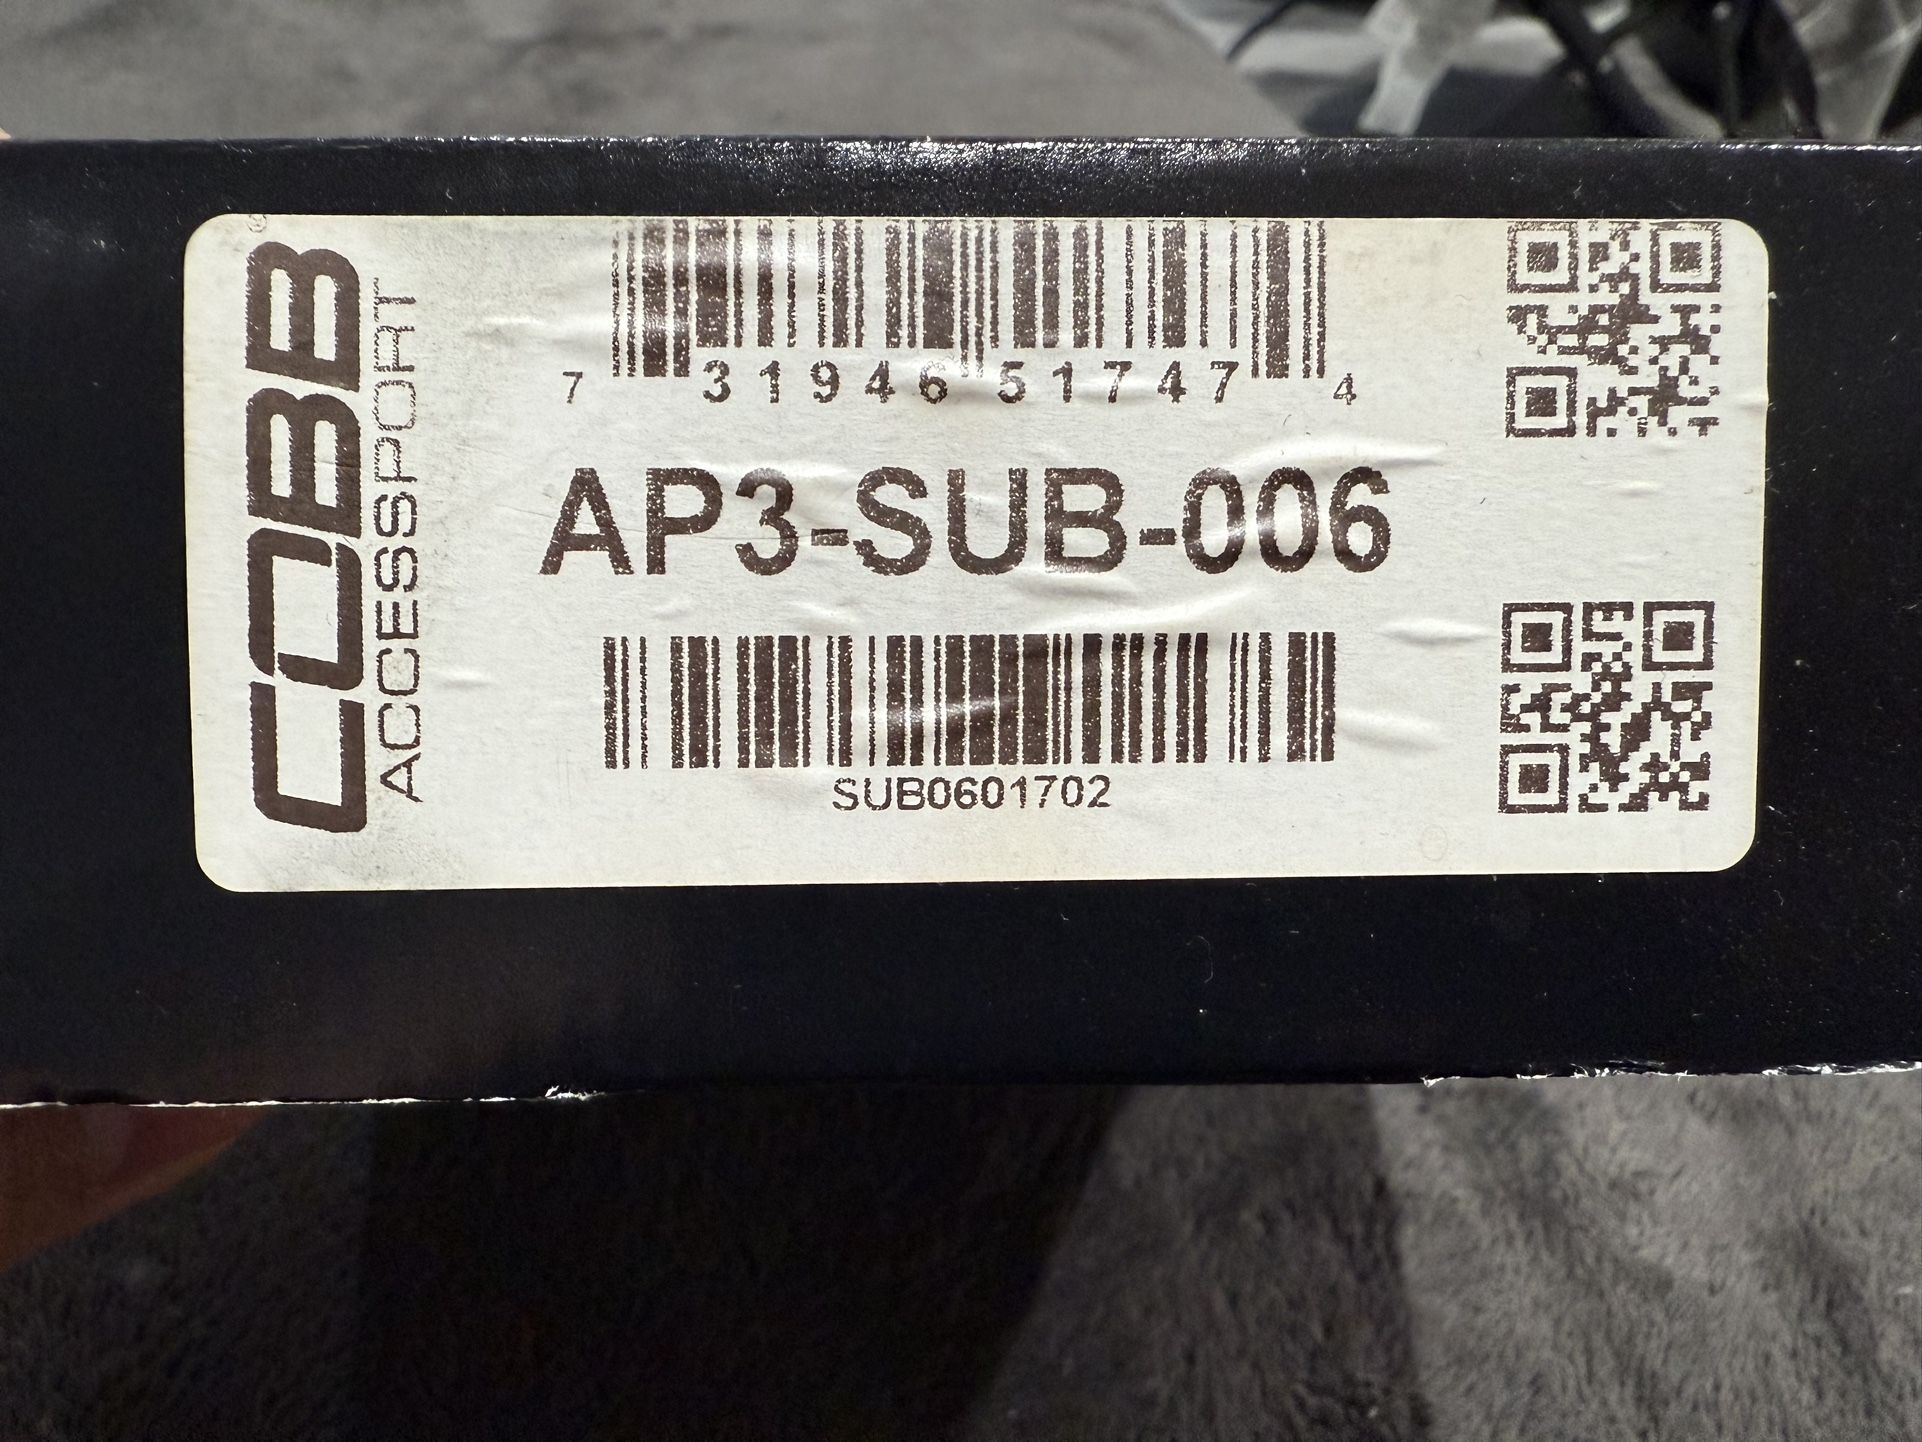 COBB®
ACCESSPORT
7 31946 51747 4
AP3-SUB-006
SUB0601702